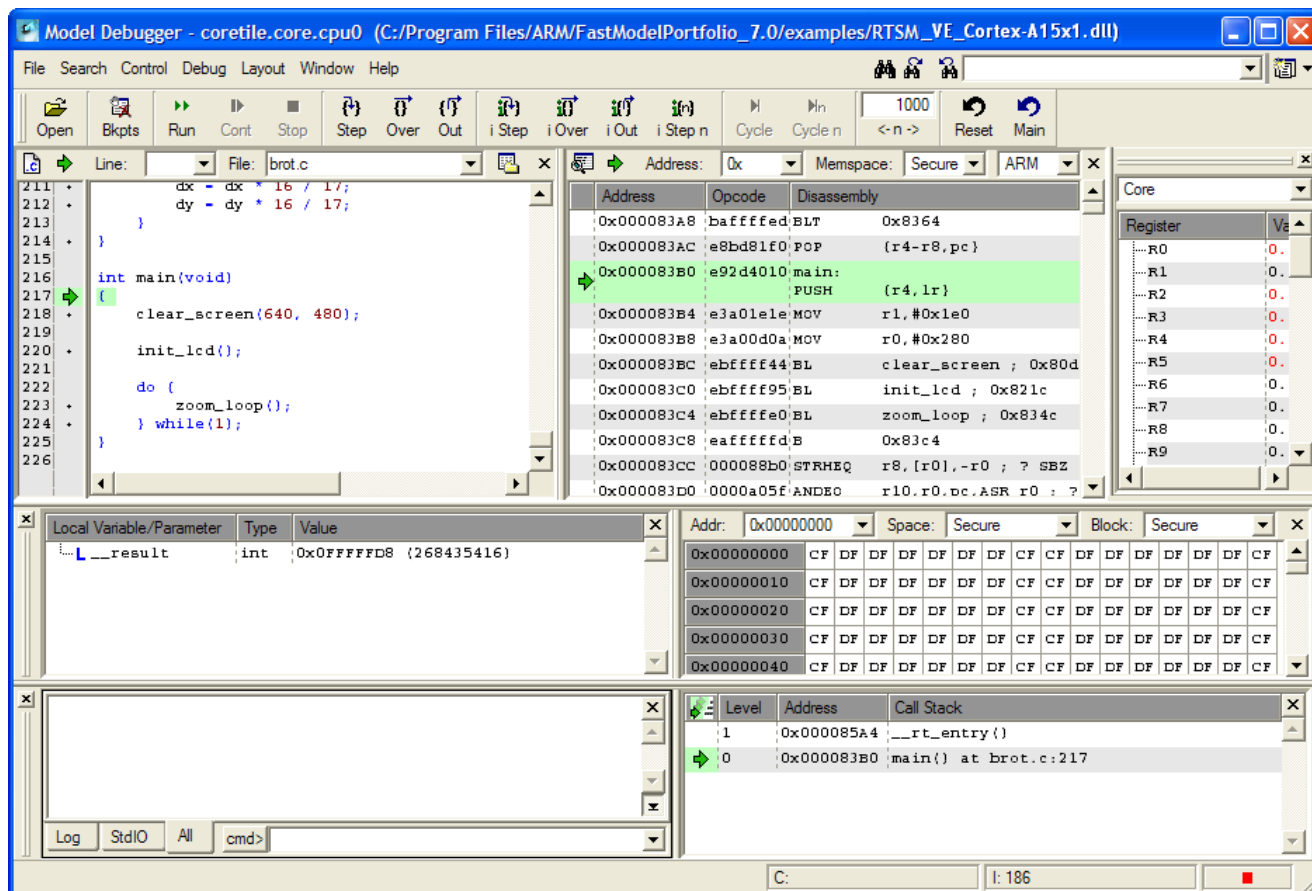 Model Debugger - coretile.core.cpu0 (C:/Program Files/ARM/FastModelPortfolio_7.0/examples/RTSM_VE_Cortex-A15x1.dll)
File Search Control Debug Layout Window Help
Open Bkpts Run Cont Stop Step Over Out i Step i Over i Out i Step n Cycle Cycle n 1000 <- n -> Reset Main
Line: File: brot.c
211 dx = dx * 16 / 17;
212 dy = dy * 16 / 17;
213 }
214 }
215
216 int main(void)
217 {
218 clear_screen(640, 480);
219
220 init_lcd();
221
222 do {
223 zoom_loop();
224 } while(1);
225 }
226
Address: 0x Memspace: Secure ARM
Address Opcode Disassembly
0x000083A8 baffffed BLT 0x8364
0x000083AC e8bd81f0 POP {r4-r8,pc}
0x000083B0 e92d4010 main:
PUSH {r4,lr}
0x000083B4 e3a01e1e MOV r1,#0x1e0
0x000083B8 e3a00d0a MOV r0,#0x280
0x000083BC ebffff44 BL clear_screen ; 0x80d
0x000083C0 ebffff95 BL init_lcd ; 0x821c
0x000083C4 ebffffe0 BL zoom_loop ; 0x834c
0x000083C8 eafffffd B 0x83c4
0x000083CC 000088b0 STRHEQ r8,[r0],-r0 ; ? SBZ
0x000083D0 0000a05f ANDEQ r10,r0,pc,ASR r0 ; ?
Core
Register Va
R0 0.
R1 0.
R2 0.
R3 0.
R4 0.
R5 0.
R6 0.
R7 0.
R8 0.
R9 0.
Local Variable/Parameter Type Value
L __result int 0x0FFFFFD8 (268435416)
Addr: 0x00000000 Space: Secure Block: Secure
0x00000000 CF DF DF DF DF DF DF CF CF DF DF DF DF DF DF CF
0x00000010 CF DF DF DF DF DF DF CF CF DF DF DF DF DF DF CF
0x00000020 CF DF DF DF DF DF DF CF CF DF DF DF DF DF DF CF
0x00000030 CF DF DF DF DF DF DF CF CF DF DF DF DF DF DF CF
0x00000040 CF DF DF DF DF DF DF CF CF DF DF DF DF DF DF CF
Level Address Call Stack
1 0x000085A4 __rt_entry()
0 0x000083B0 main() at brot.c:217
Log StdIO All cmd>
C: I: 186